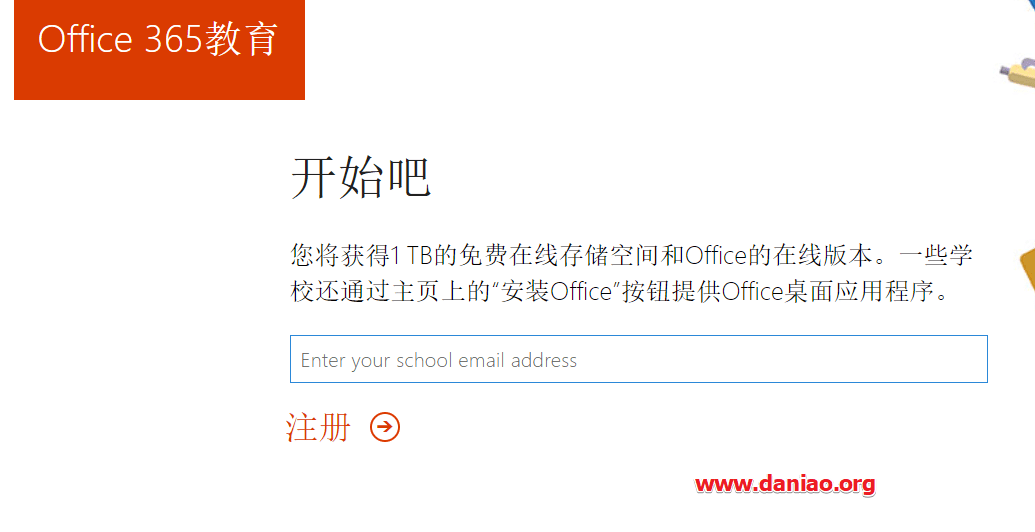 Office 365教育
开始吧
您将获得1 TB的免费在线存储空间和Office的在线版本。一些学
校还通过主页上的“安装Office”按钮提供Office桌面应用程序。
Enter your school email address
注册
www.daniao.org